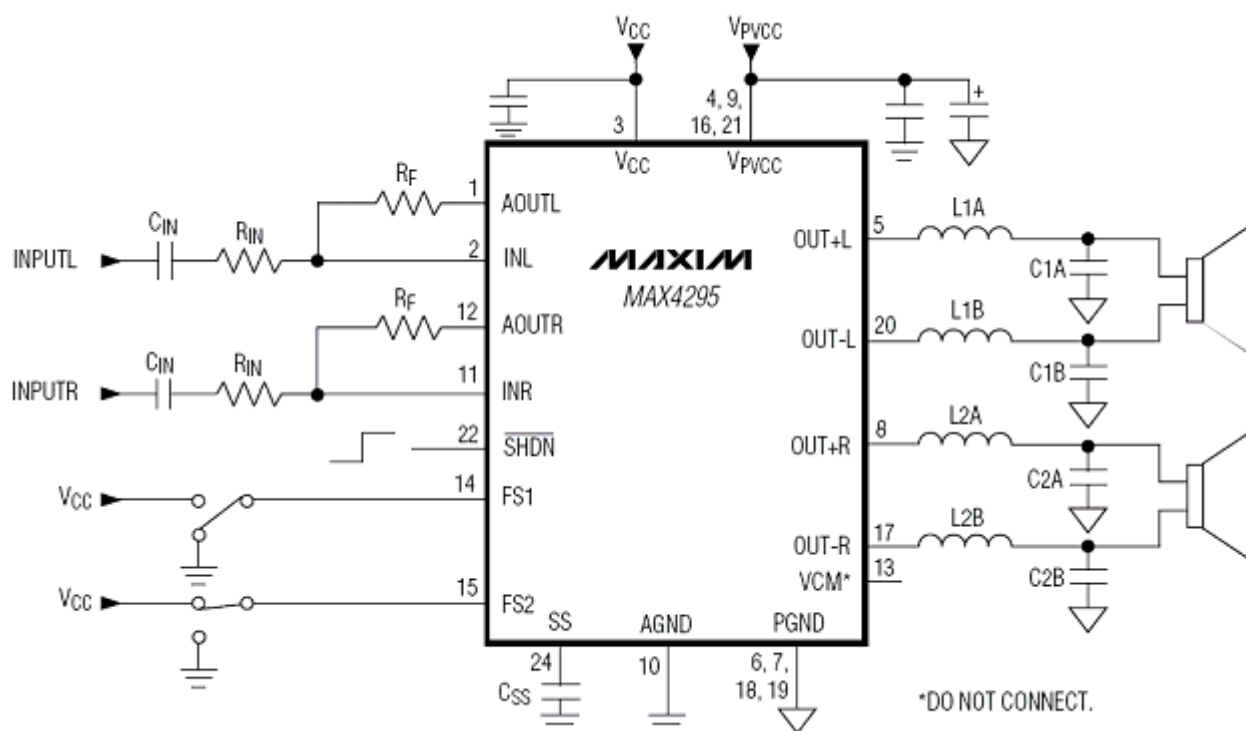 VCC
VPVCC
+
4, 9,
3
16, 21
VCC
VPVCC
RF
1
AOUTL
CIN
RIN
INPUTL
2
INL
RF
12
AOUTR
CIN
RIN
INPUTR
11
INR
22
SHDN
VCC
14
FS1
VCC
15
FS2
MAXIM
MAX4295
OUT+L
5
L1A
C1A
OUT-L
20
L1B
C1B
OUT+R
8
L2A
C2A
OUT-R
17
L2B
C2B
VCM*
13
SS
AGND
PGND
24
10
6, 7,
18, 19
CSS
*DO NOT CONNECT.